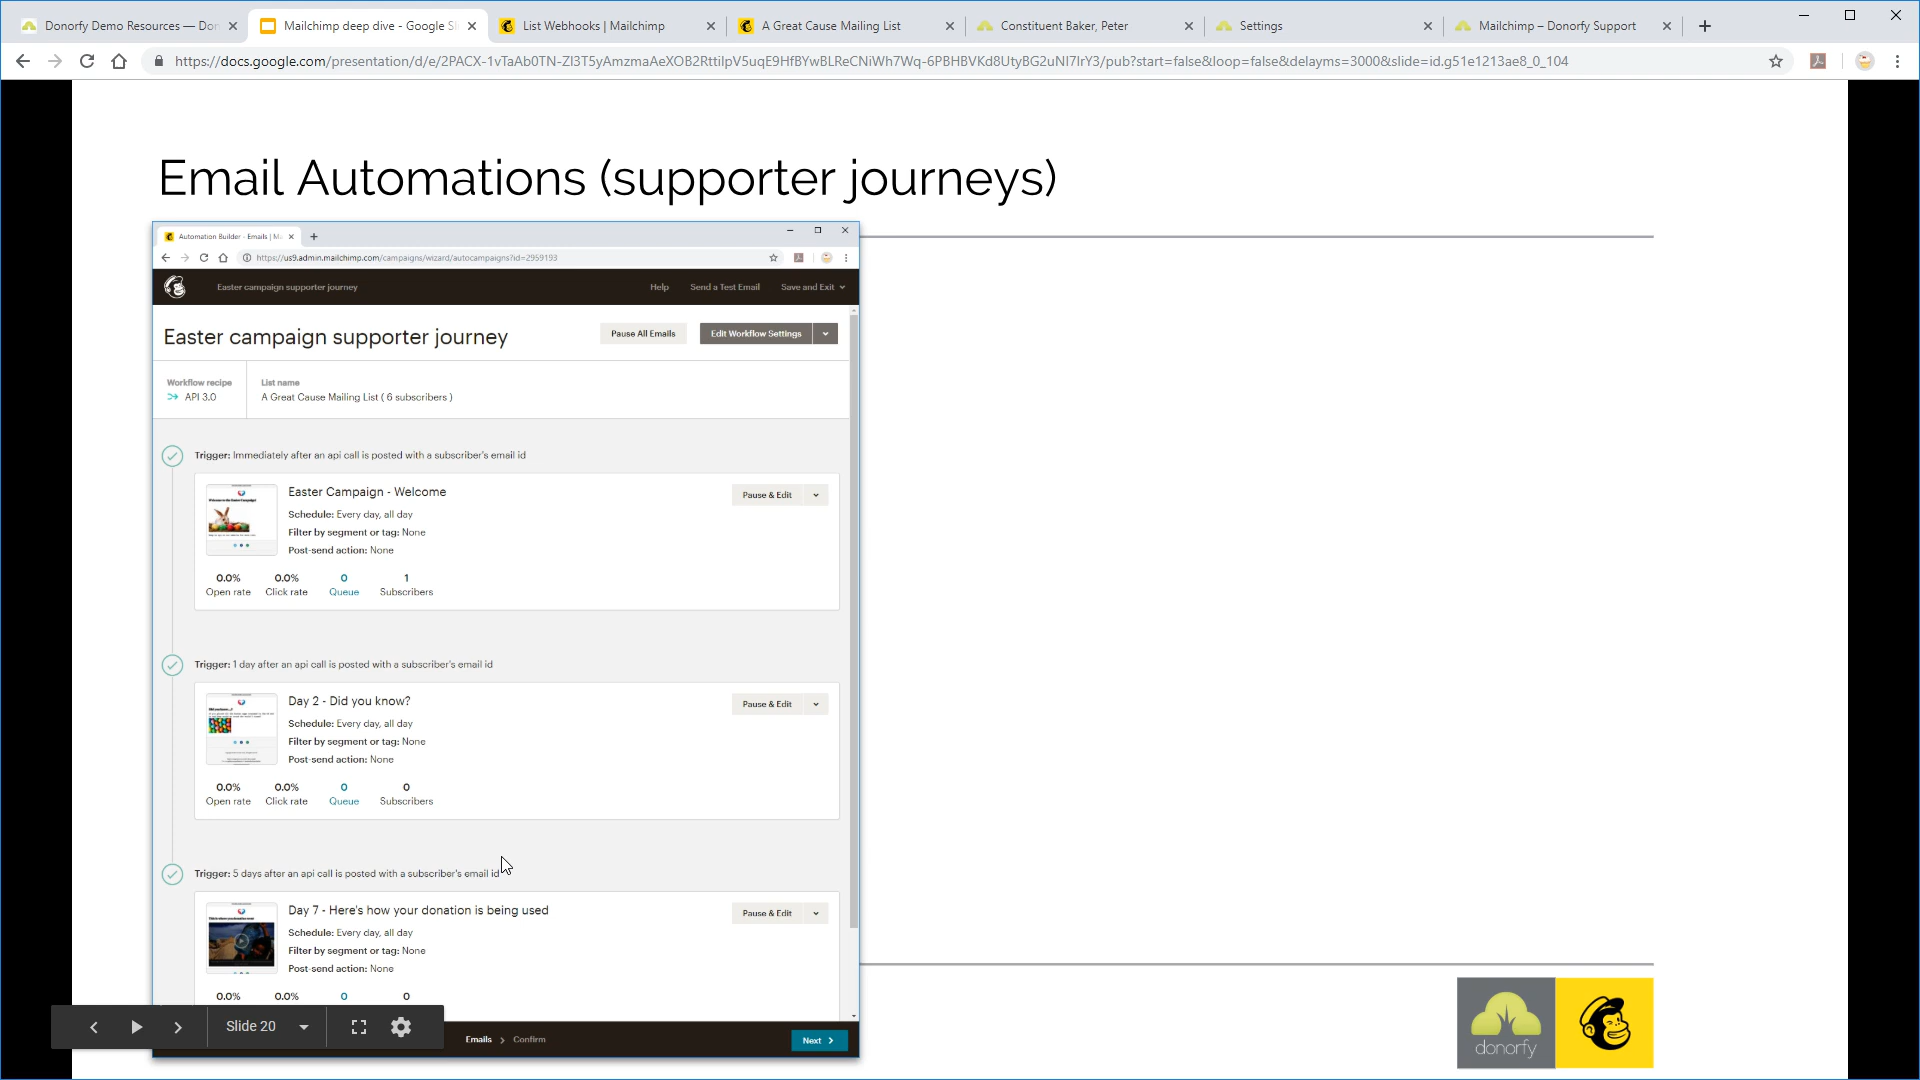 Donorfy Demo Resources — Don
Mailchimp deep dive - Google Sl
List Webhooks | Mailchimp
A Great Cause Mailing List
Constituent Baker, Peter
Settings
Mailchimp – Donorfy Support
https://docs.google.com/presentation/d/e/2PACX-1vTaAb0TN-Zl3T5yAmzmaAeXOB2RttilpV5uqE9HfBYwBLReCNiWh7Wq-6PBHBVKd8UtyBG2uNI7IrY3/pub?start=false&loop=false&delayms=3000&slide=id.g51e1213ae8_0_104
Email Automations (supporter journeys)
Automation Builder - Emails | M
https://us9.admin.mailchimp.com/campaigns/wizard/autocampaigns?id=2959193
Easter campaign supporter journey
Help
Send a Test Email
Save and Exit
Easter campaign supporter journey
Pause All Emails
Edit Workflow Settings
Workflow recipe
API 3.0
List name
A Great Cause Mailing List ( 6 subscribers )
Trigger: Immediately after an api call is posted with a subscriber's email id
Easter Campaign - Welcome
Pause & Edit
Schedule: Every day, all day
Filter by segment or tag: None
Post-send action: None
0.0% 0.0% 0 1
Open rate Click rate Queue Subscribers
Trigger: 1 day after an api call is posted with a subscriber's email id
Day 2 - Did you know?
Pause & Edit
Schedule: Every day, all day
Filter by segment or tag: None
Post-send action: None
0.0% 0.0% 0 0
Open rate Click rate Queue Subscribers
Trigger: 5 days after an api call is posted with a subscriber's email id
Day 7 - Here's how your donation is being used
Pause & Edit
Schedule: Every day, all day
Filter by segment or tag: None
Post-send action: None
0.0% 0.0% 0 0
Slide 20
Emails
Confirm
Next
donorfy